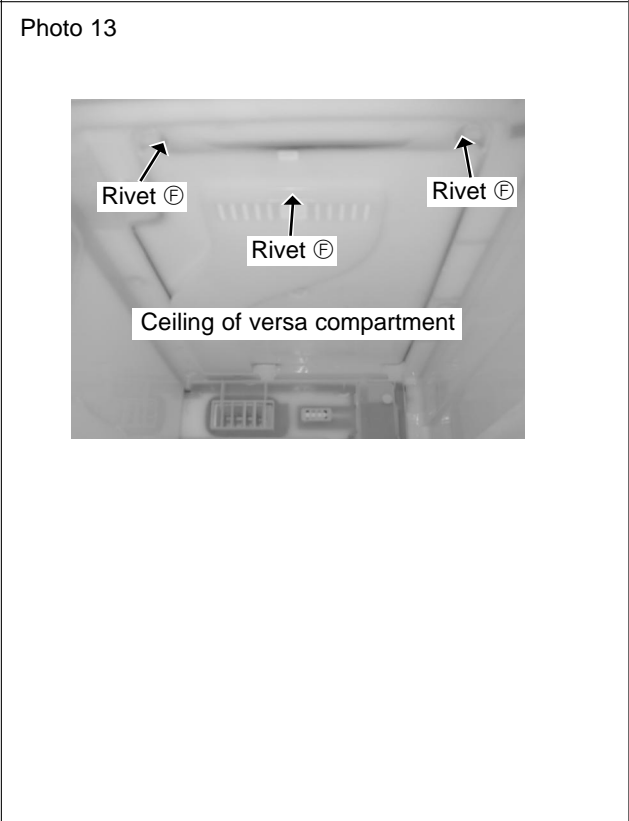 Photo 13
Rivet Ⓕ
Rivet Ⓕ
Rivet Ⓕ
Ceiling of versa compartment